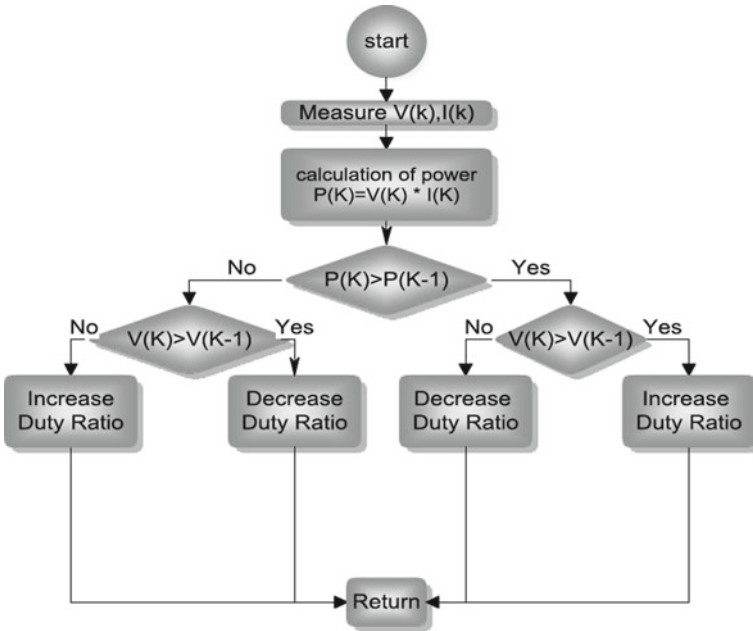 start
Measure V(k),I(k)
calculation of power
P(K)=V(K) * I(K)
P(K)>P(K-1)
No
Yes
V(K)>V(K-1)
No
Yes
V(K)>V(K-1)
No
Yes
Increase
Duty Ratio
Decrease
Duty Ratio
Decrease
Duty Ratio
Increase
Duty Ratio
Return